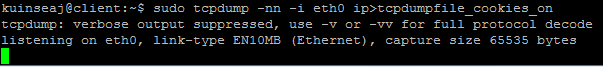 kuinseaj@client:~$ sudo tcpdump -nn -i eth0 ip>tcpdumpfile_cookies_on
tcpdump: verbose output suppressed, use -v or -vv for full protocol decode
listening on eth0, link-type EN10MB (Ethernet), capture size 65535 bytes